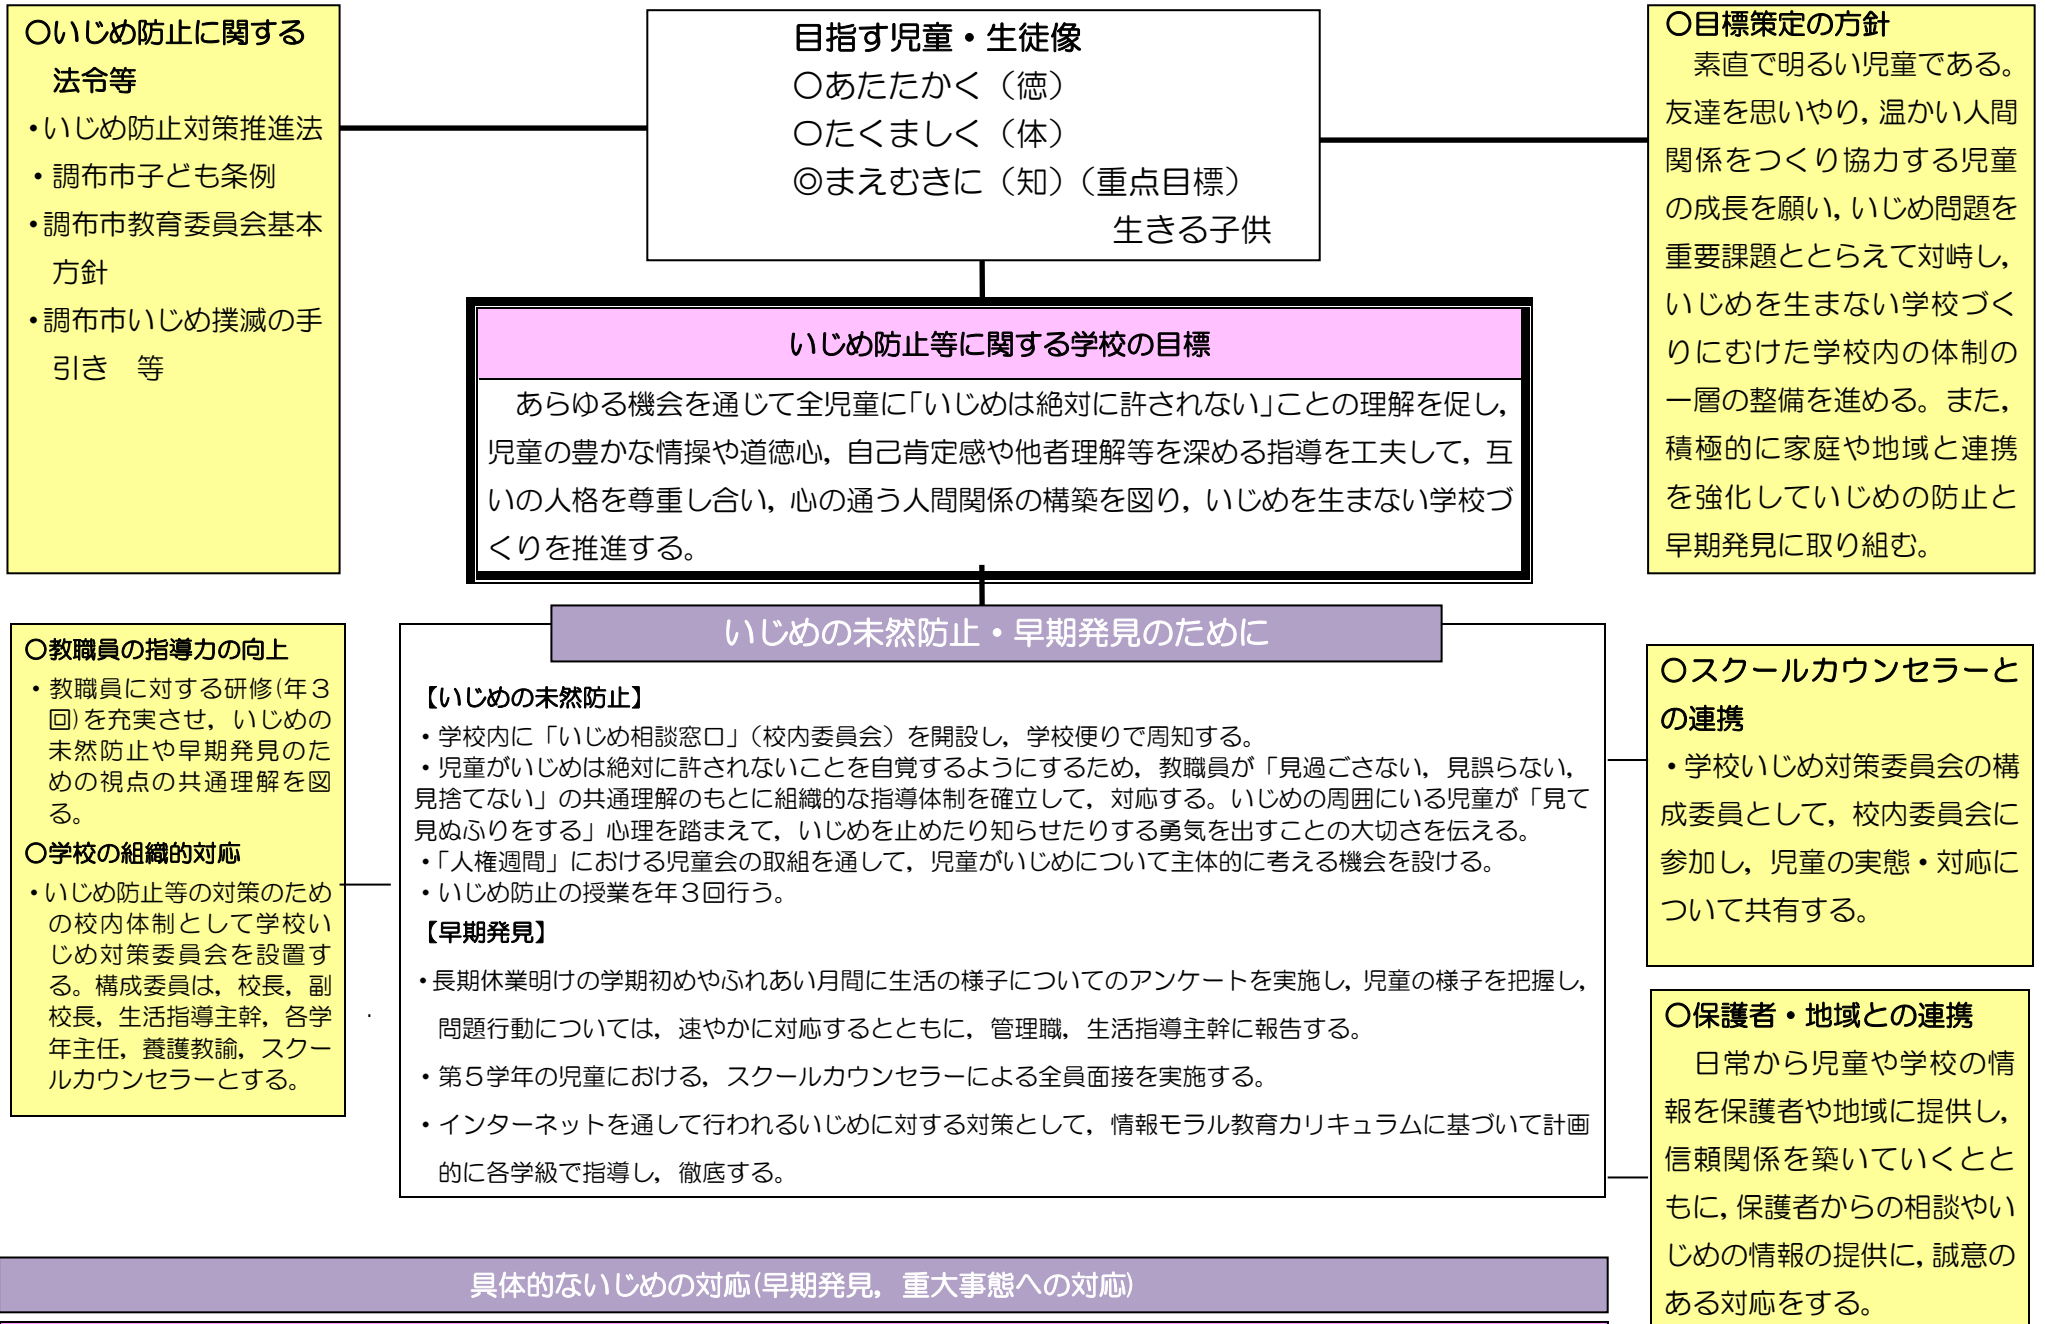 〇いじめ防止に関する
法令等
・いじめ防止対策推進法
・調布市子ども条例
・調布市教育委員会基本
方針
・調布市いじめ撲滅の手
引き　等
目指す児童・生徒像
〇あたたかく（徳）
〇たくましく（体）
◎まえむきに（知）（重点目標）
生きる子供
〇目標策定の方針
　素直で明るい児童である。
友達を思いやり，温かい人間
関係をつくり協力する児童
の成長を願い，いじめ問題を
重要課題ととらえて対峙し，
いじめを生まない学校づく
りにむけた学校内の体制の
一層の整備を進める。また，
積極的に家庭や地域と連携
を強化していじめの防止と
早期発見に取り組む。
いじめ防止等に関する学校の目標
　あらゆる機会を通じて全児童に「いじめは絶対に許されない」ことの理解を促し，
児童の豊かな情操や道徳心，自己肯定感や他者理解等を深める指導を工夫して，互
いの人格を尊重し合い，心の通う人間関係の構築を図り，いじめを生まない学校づ
くりを推進する。
〇教職員の指導力の向上
・教職員に対する研修(年３
回)を充実させ，いじめの
未然防止や早期発見のた
めの視点の共通理解を図
る。
〇学校の組織的対応
・いじめ防止等の対策のため
の校内体制として学校い
じめ対策委員会を設置す
る。構成委員は，校長，副
校長，生活指導主幹，各学
年主任，養護教諭，スクー
ルカウンセラーとする。
いじめの未然防止・早期発見のために
【いじめの未然防止】
・学校内に「いじめ相談窓口」（校内委員会）を開設し，学校便りで周知する。
・児童がいじめは絶対に許されないことを自覚するようにするため，教職員が「見過ごさない，見誤らない，
見捨てない」の共通理解のもとに組織的な指導体制を確立して，対応する。いじめの周囲にいる児童が「見て
見ぬふりをする」心理を踏まえて，いじめを止めたり知らせたりする勇気を出すことの大切さを伝える。
・「人権週間」における児童会の取組を通して，児童がいじめについて主体的に考える機会を設ける。
・いじめ防止の授業を年３回行う。
【早期発見】
・長期休業明けの学期初めやふれあい月間に生活の様子についてのアンケートを実施し，児童の様子を把握し，
問題行動については，速やかに対応するとともに，管理職，生活指導主幹に報告する。
・第５学年の児童における，スクールカウンセラーによる全員面接を実施する。
・インターネットを通して行われるいじめに対する対策として，情報モラル教育カリキュラムに基づいて計画
的に各学級で指導し，徹底する。
〇スクールカウンセラーと
の連携
・学校いじめ対策委員会の構
成委員として，校内委員会に
参加し，児童の実態・対応に
ついて共有する。
〇保護者・地域との連携
　日常から児童や学校の情
報を保護者や地域に提供し，
信頼関係を築いていくとと
もに，保護者からの相談やい
じめの情報の提供に，誠意の
ある対応をする。
具体的ないじめの対応(早期発見，重大事態への対応)